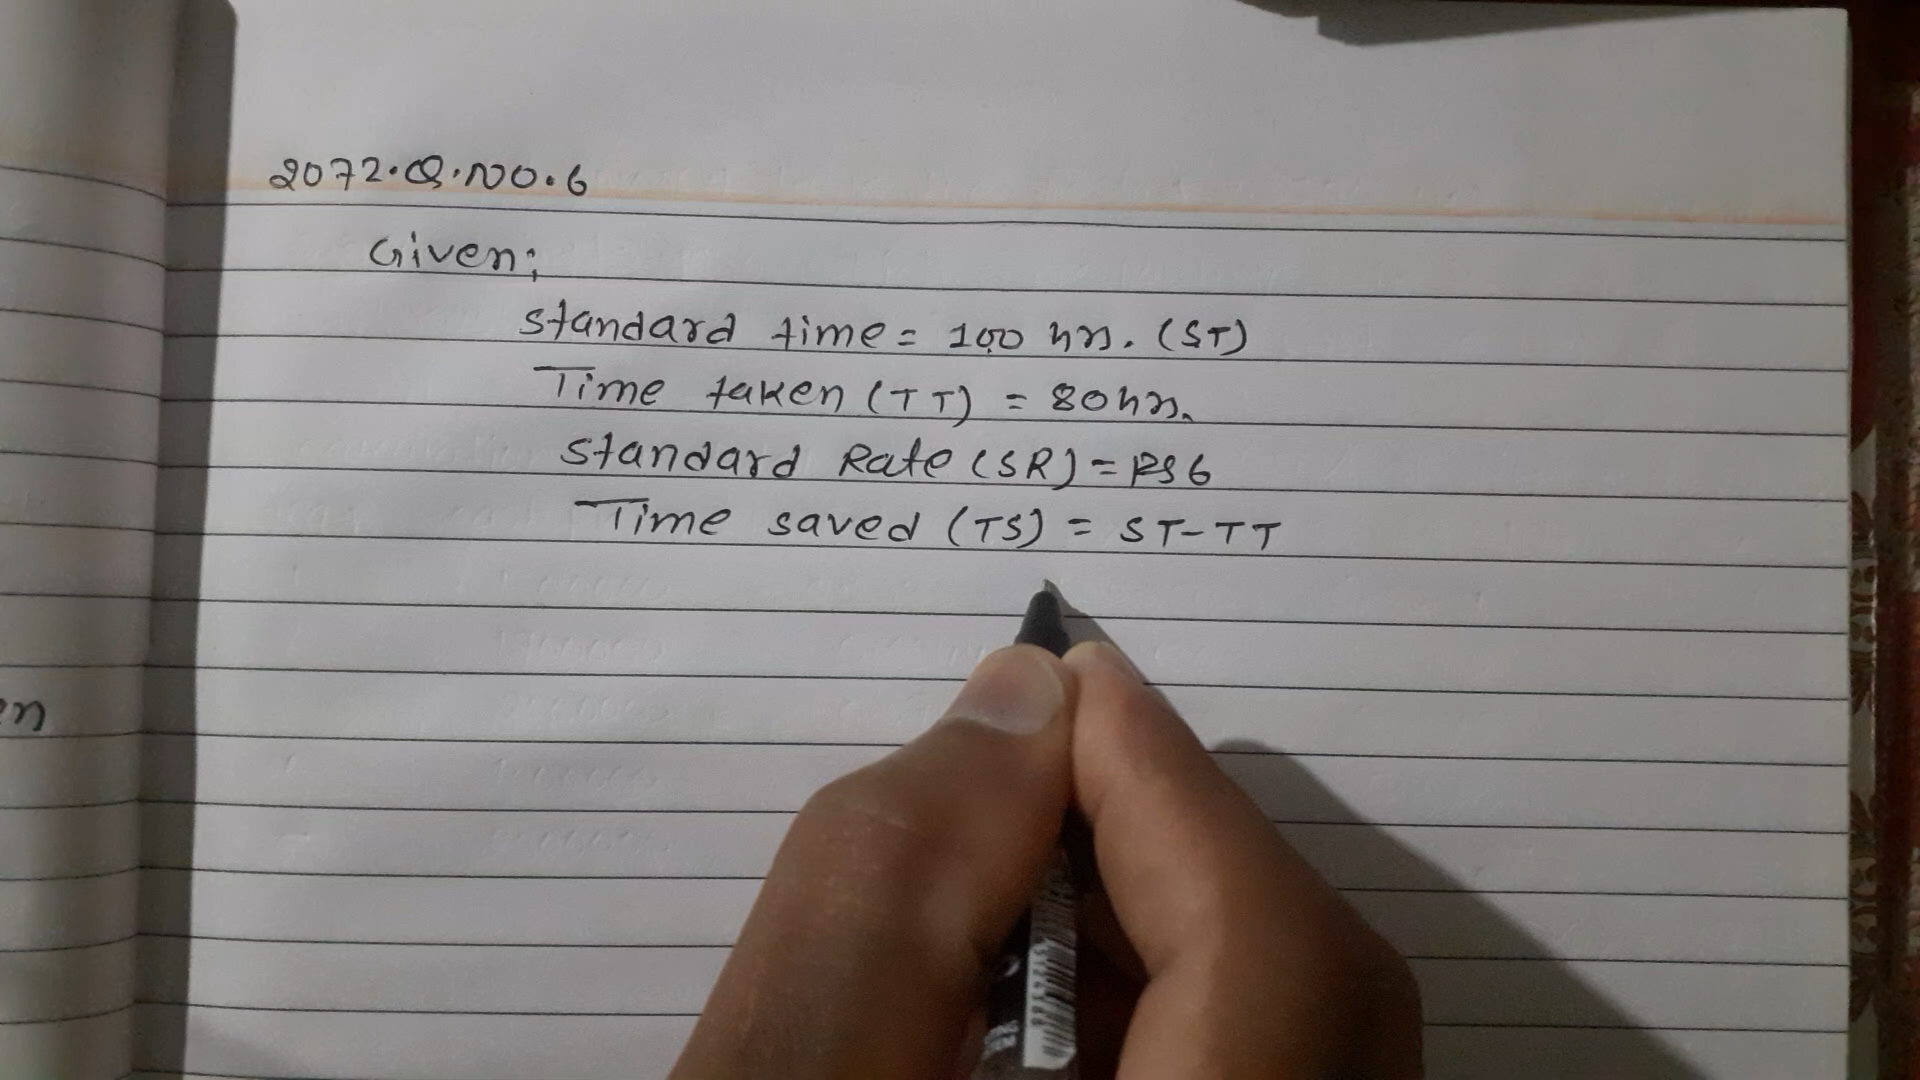 2072.Q.NO.6
Given;
Standard time = 100 hrs. (ST)
Time taken (TT) = 80hrs.
Standard Rate (SR) = RS 6
Time saved (TS) = ST-TT